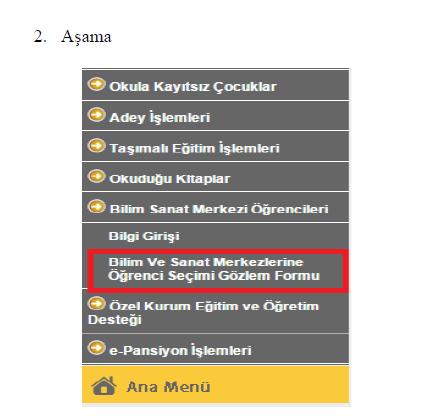 2. Aşama
Okula Kayıtsız Çocuklar
Adey İşlemleri
Taşımalı Eğitim İşlemleri
Okuduğu Kitaplar
Bilim Sanat Merkezi Öğrencileri
Bilgi Girişi
Bilim Ve Sanat Merkezlerine
Öğrenci Seçimi Gözlem Formu
Özel Kurum Eğitim ve Öğretim
Desteği
e-Pansiyon İşlemleri
Ana Menü